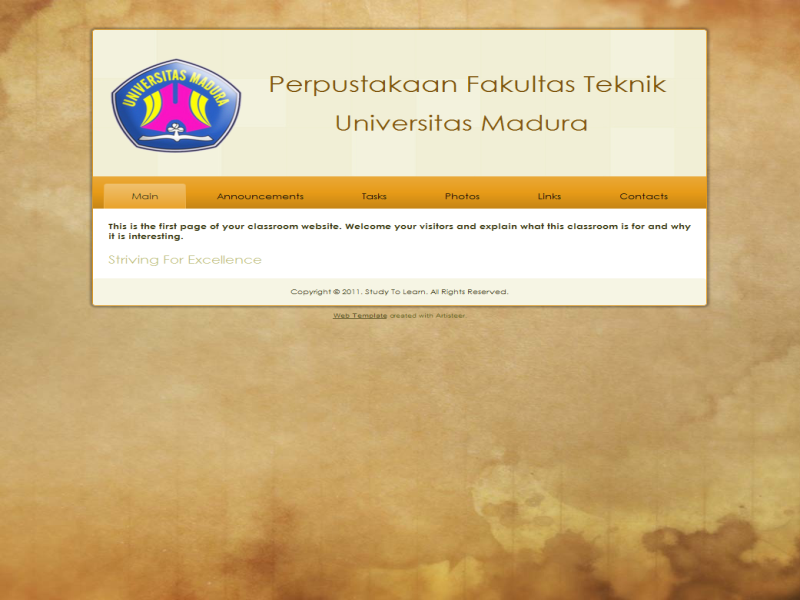 UNIVERSITAS MADURA
Perpustakaan Fakultas Teknik
Universitas Madura
Main Announcements Tasks Photos Links Contacts
This is the first page of your classroom website. Welcome your visitors and explain what this classroom is for and why
it is interesting.
Striving For Excellence
Copyright © 2011. Study To Learn. All Rights Reserved.
Web Template created with Artisteer.